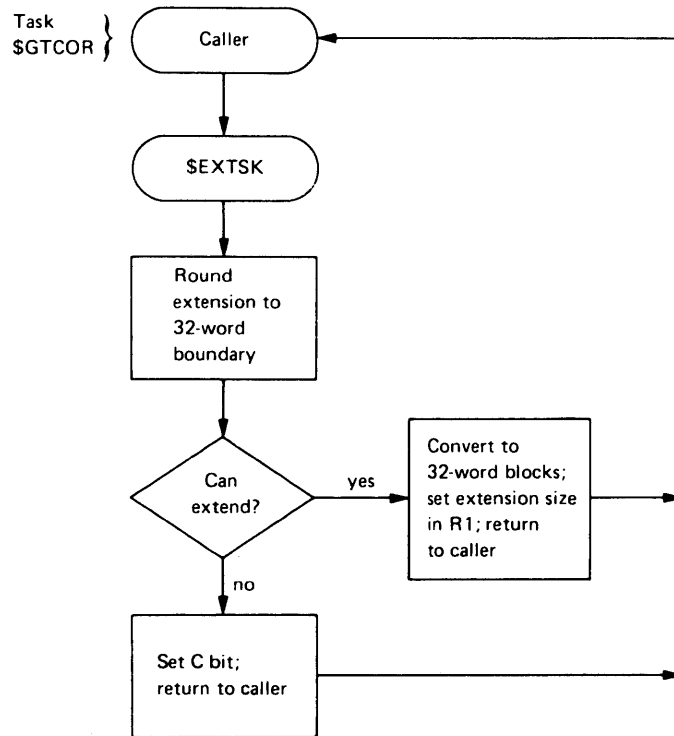 Task
$GTCOR
Caller
$EXTSK
Round
extension to
32-word
boundary
Can
extend?
yes
Convert to
32-word blocks;
set extension size
in R1; return
to caller
no
Set C bit;
return to caller